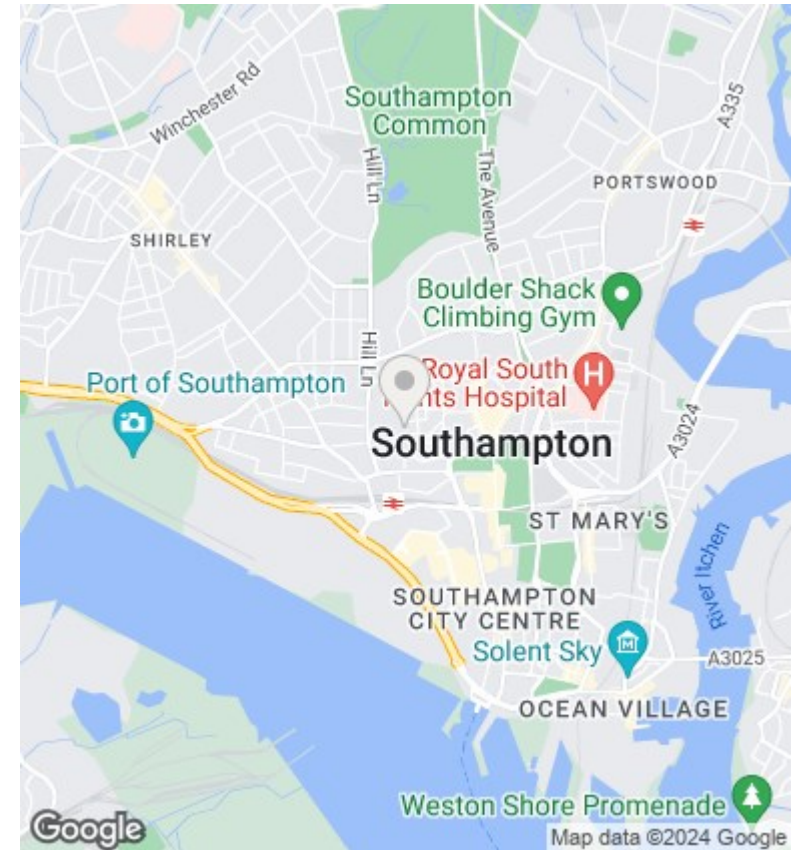 Winchester Rd
Southampton
Common
A335
Hill Ln
The Avenue
PORTSWOOD
SHIRLEY
Boulder Shack
Climbing Gym
Hill Ln
Port of Southampton
Royal South
nts Hospital
H
A3024
Southampton
ST MARY'S
River Itchen
SOUTHAMPTON
CITY CENTRE
Solent Sky
M
A3025
OCEAN VILLAGE
Weston Shore Promenade
Google
Map data ©2024 Google